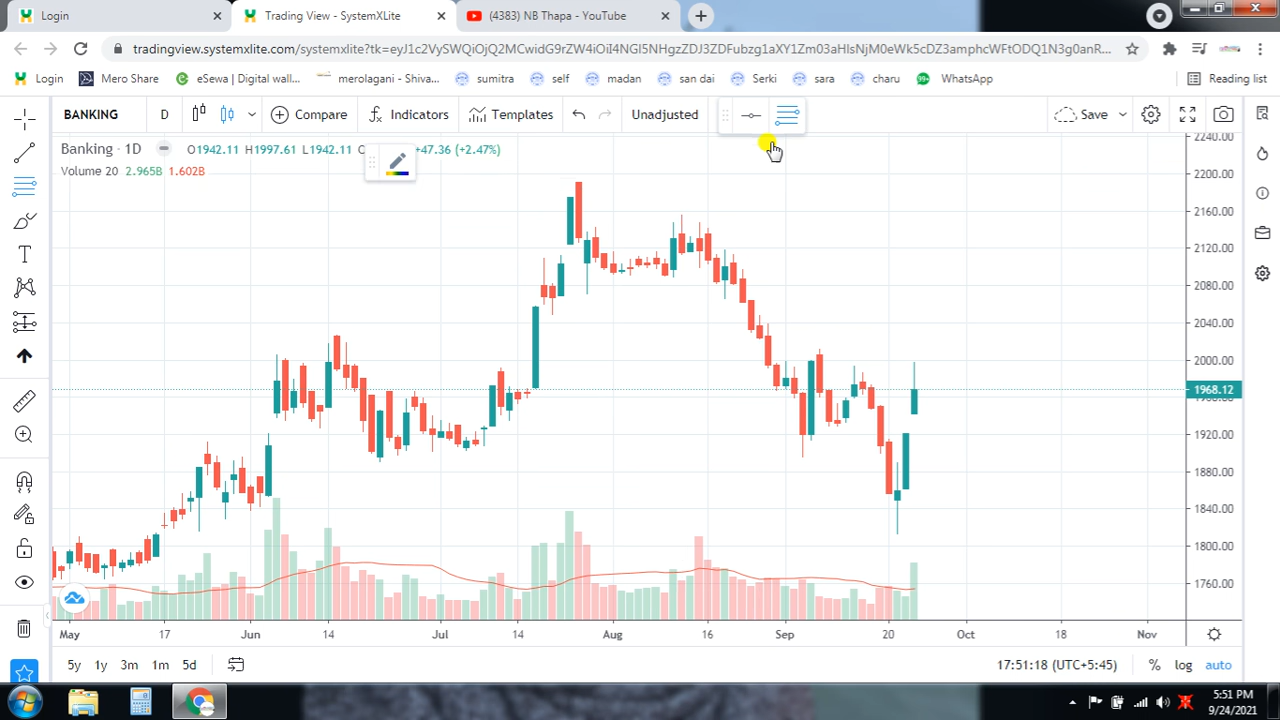 Login
Trading View - SystemXLite
(4383) NB Thapa - YouTube
tradingview.systemxlite.com/systemxlite?tk=
Login
Mero Share
eSewa | Digital wall...
merolagani - Shiva...
sumitra
self
madan
san dai
Serki
sara
charu
99+
WhatsApp
Reading list
BANKING
D
Compare
Indicators
Templates
Unadjusted
Save
Banking · 1D
O1942.11 H1997.61 L1942.11 C
+47.36 (+2.47%)
Volume 20 2.965B 1.602B
T
2240.00
2200.00
2160.00
2120.00
2080.00
2040.00
2000.00
1968.12
1920.00
1880.00
1840.00
1800.00
1760.00
May
17
Jun
14
Jul
14
Aug
16
Sep
20
Oct
18
Nov
5y
1y
3m
1m
5d
17:51:18 (UTC+5:45)
%
log
auto
5:51 PM
9/24/2021